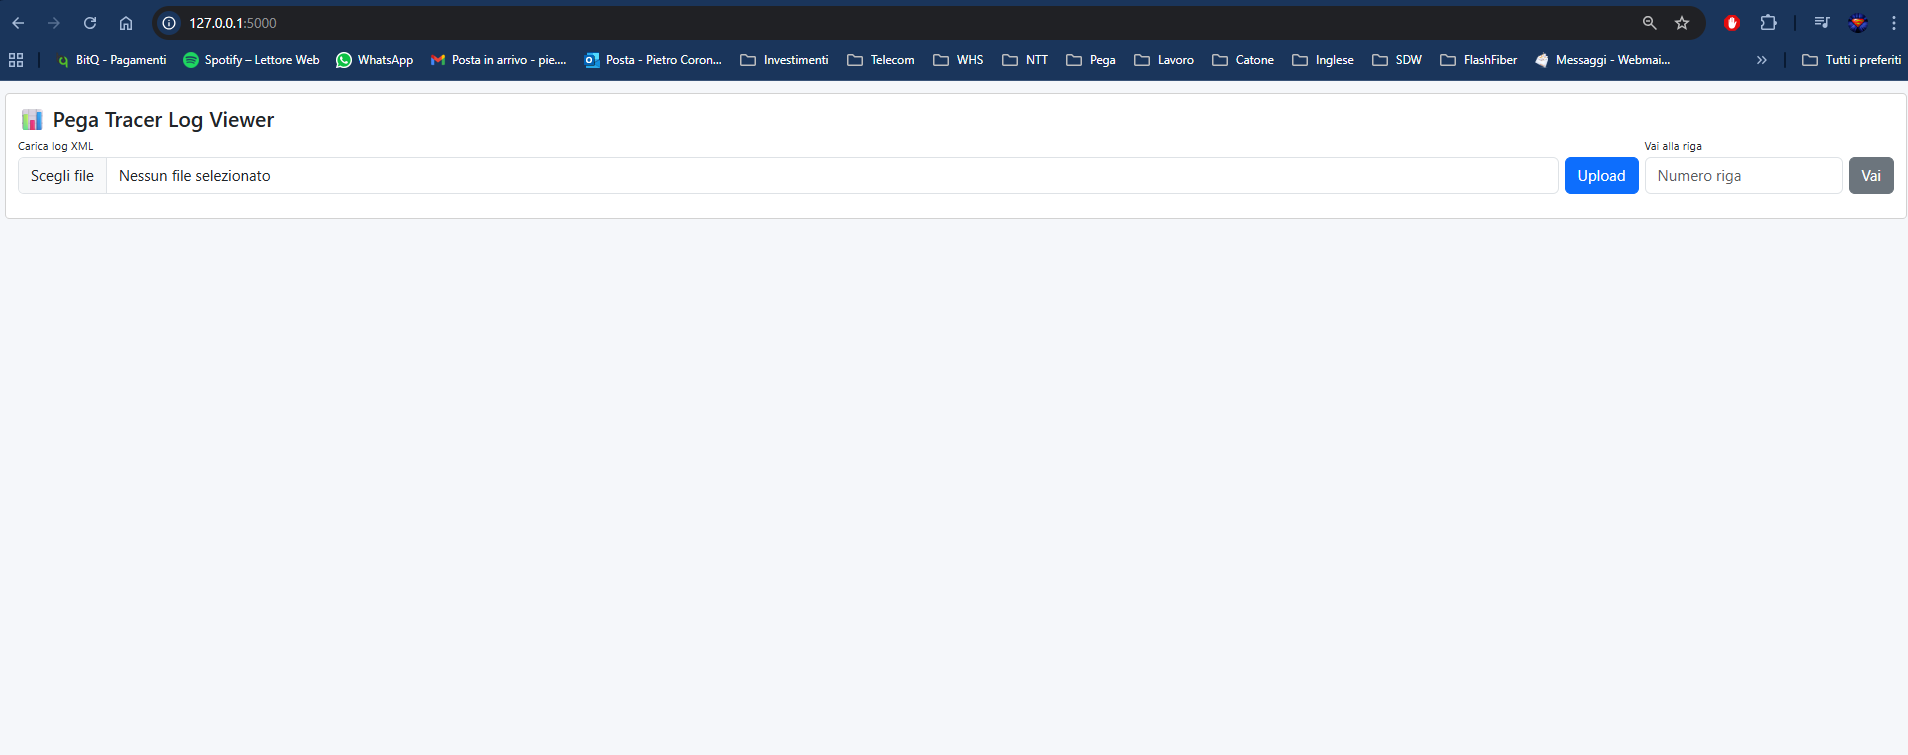 127.0.0.1:5000
BitQ - Pagamenti Spotify – Lettore Web WhatsApp Posta in arrivo - pie.... Posta - Pietro Coron... Investimenti Telecom WHS NTT Pega Lavoro Catone Inglese SDW FlashFiber Messaggi - Webmai... » Tutti i preferiti
Pega Tracer Log Viewer
Carica log XML Vai alla riga
Scegli file Nessun file selezionato Upload Numero riga Vai